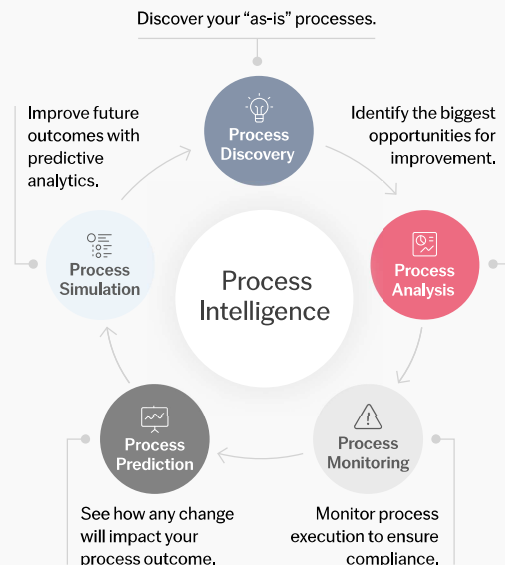 Discover your “as-is” processes.
Process
Discovery
Identify the biggest
opportunities for
improvement.
Process
Analysis
Process
Monitoring
Monitor process
execution to ensure
compliance.
Process
Prediction
See how any change
will impact your
process outcome.
Process
Simulation
Improve future
outcomes with
predictive
analytics.
Process
Intelligence